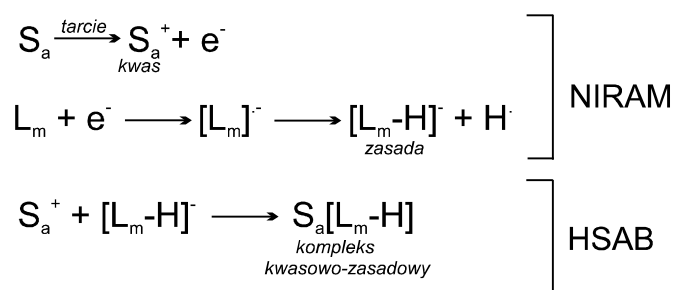 Sₐ tarcie→ Sₐ⁺ + e⁻
kwas
Lₘ + e⁻ → [Lₘ]˙⁻ → [Lₘ-H]⁻ + H˙
zasada
NIRAM
Sₐ⁺ + [Lₘ-H]⁻ → Sₐ[Lₘ-H]
kompleks
kwasowo-zasadowy
HSAB